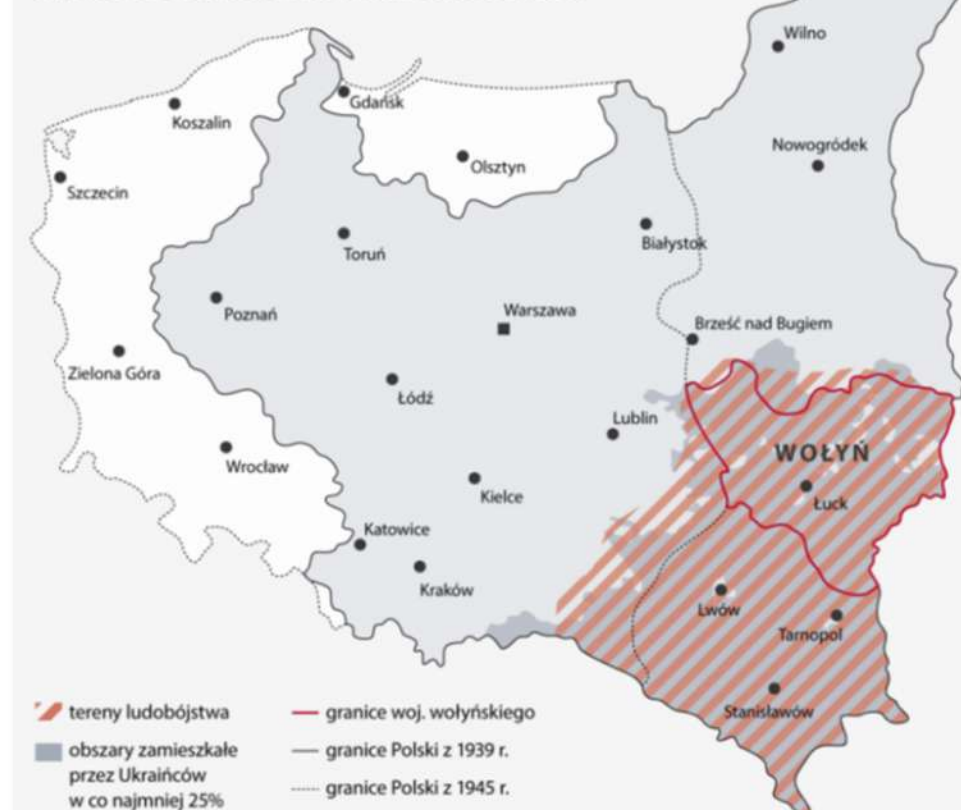 Wilno
Gdańsk
Koszalin
Nowogródek
Olsztyn
Szczecin
Białystok
Toruń
Warszawa
Poznań
Brześć nad Bugiem
Zielona Góra
Łódź
Lublin
WOŁYŃ
Wrocław
Kielce
Łuck
Katowice
Kraków
Lwów
Tarnopol
Stanisławów
tereny ludobójstwa
obszary zamieszkałe
przez Ukraińców
w co najmniej 25%
granice woj. wołyńskiego
granice Polski z 1939 r.
granice Polski z 1945 r.